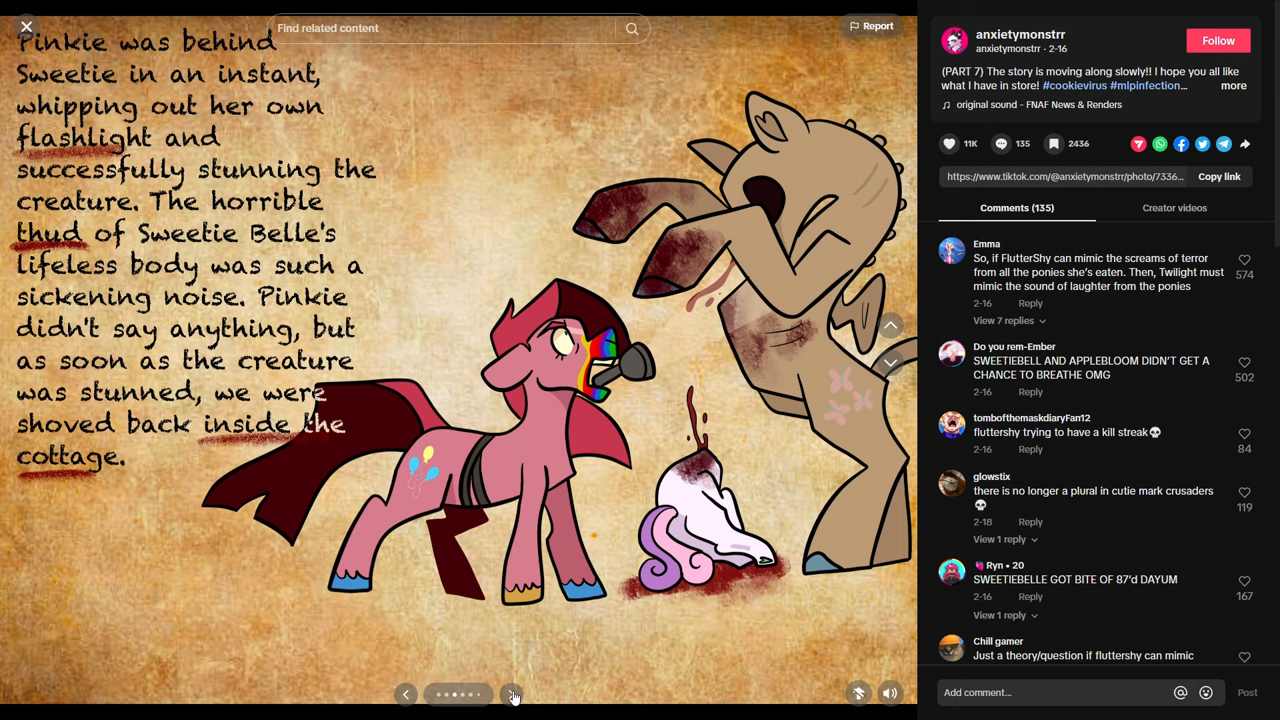 Find related content
Report
Pinkie was behind
Sweetie in an instant,
whipping out her own
flashlight and
successfully stunning the
creature. The horrible
thud of Sweetie Belle's
lifeless body was such a
sickening noise. Pinkie
didn't say anything, but
as soon as the creature
was stunned, we were
shoved back inside the
cottage.
anxietymonstrr
anxietymonstrr · 2-16
Follow
(PART 7) The story is moving along slowly!! I hope you all like
what I have in store! #cookievirus #mlpinfection... more
original sound - FNAF News & Renders
11K 135 2436
https://www.tiktok.com/@anxietymonstrr/photo/7336... Copy link
Comments (135) Creator videos
Emma
So, if FlutterShy can mimic the screams of terror
from all the ponies she's eaten. Then, Twilight must
mimic the sound of laughter from the ponies
574
2-16 Reply
View 7 replies
Do you rem-Ember
SWEETIEBELL AND APPLEBLOOM DIDN'T GET A
CHANCE TO BREATHE OMG
502
2-16 Reply
tombofthemaskdiaryFan12
fluttershy trying to have a kill streak💀
84
2-16 Reply
glowstix
there is no longer a plural in cutie mark crusaders
💀
119
2-18 Reply
View 1 reply
🍓Ryn • 20
SWEETIEBELLE GOT BITE OF 87'd DAYUM
167
2-16 Reply
View 1 reply
Chill gamer
Just a theory/question if fluttershy can mimic
Add comment...
Post